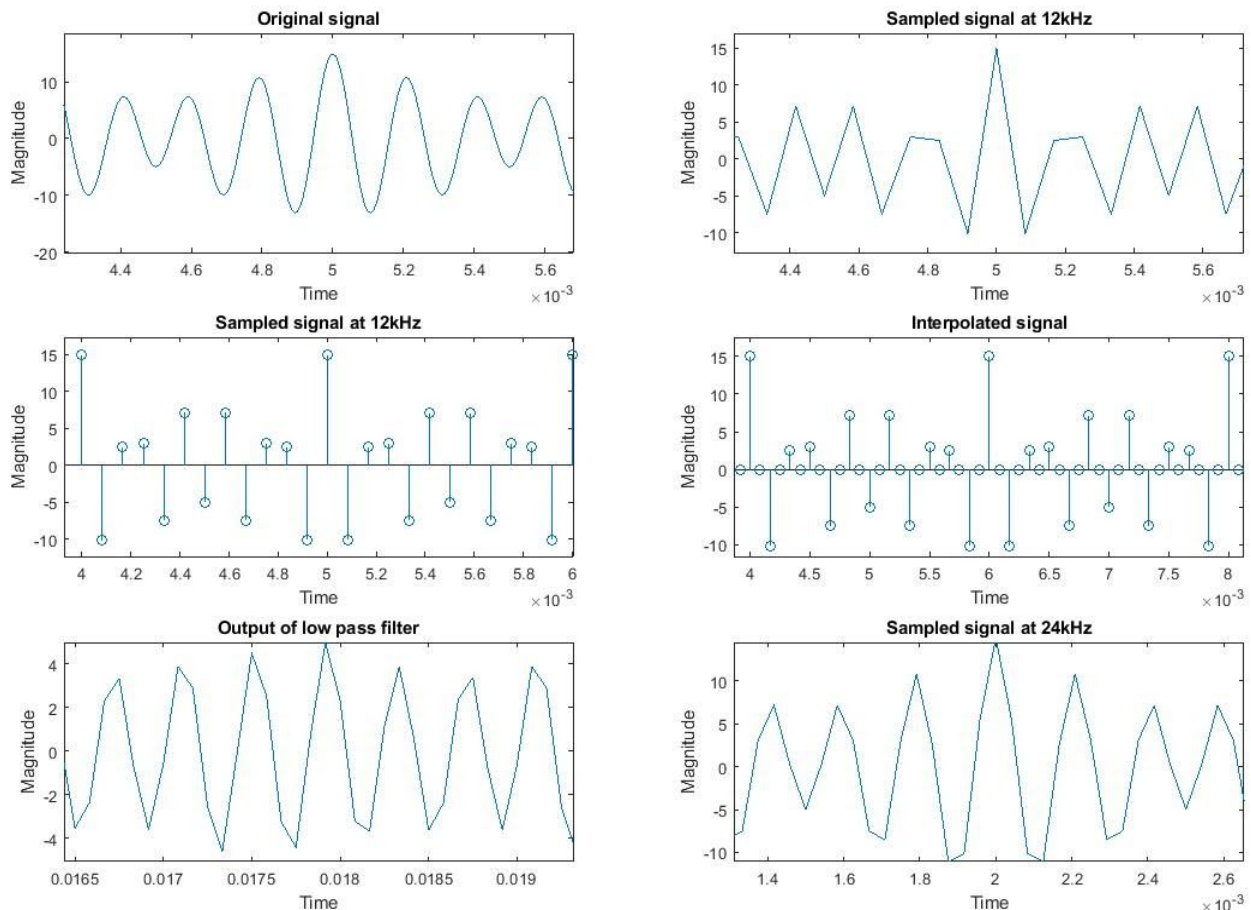 Original signal
Magnitude
10
0
-10
-20
4.4 4.6 4.8 5 5.2 5.4 5.6
Time
×10-3
Sampled signal at 12kHz
Magnitude
15
10
5
0
-5
-10
4.4 4.6 4.8 5 5.2 5.4 5.6
Time
×10-3
Sampled signal at 12kHz
Magnitude
15
10
5
0
-5
-10
4 4.2 4.4 4.6 4.8 5 5.2 5.4 5.6 5.8 6
Time
×10-3
Interpolated signal
Magnitude
15
10
5
0
-5
-10
4 4.5 5 5.5 6 6.5 7 7.5 8
Time
×10-3
Output of low pass filter
Magnitude
4
2
0
-2
-4
0.0165 0.017 0.0175 0.018 0.0185 0.019
Time
Sampled signal at 24kHz
Magnitude
10
5
0
-5
-10
1.4 1.6 1.8 2 2.2 2.4 2.6
Time
×10-3